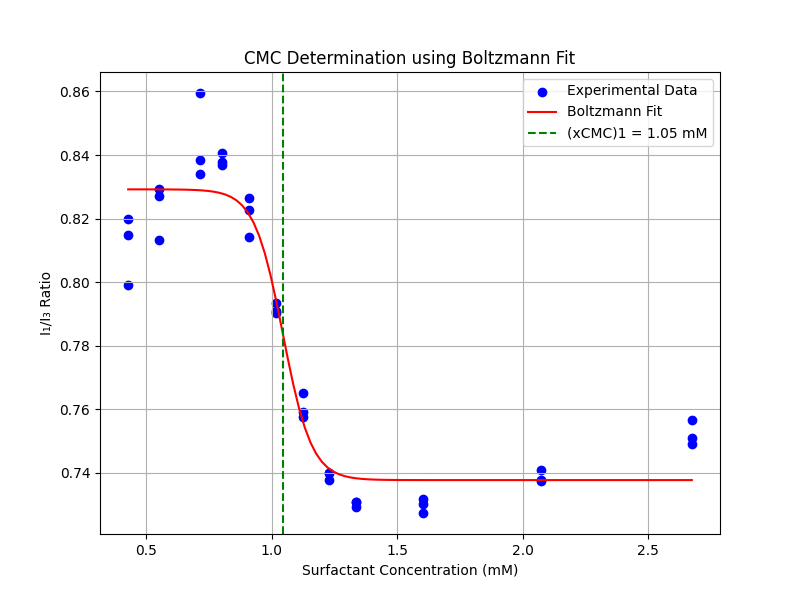 CMC Determination using Boltzmann Fit
Experimental Data
Boltzmann Fit
(xCMC)1 = 1.05 mM
I₁/I₃ Ratio
0.86
0.84
0.82
0.80
0.78
0.76
0.74
0.5
1.0
1.5
2.0
2.5
Surfactant Concentration (mM)